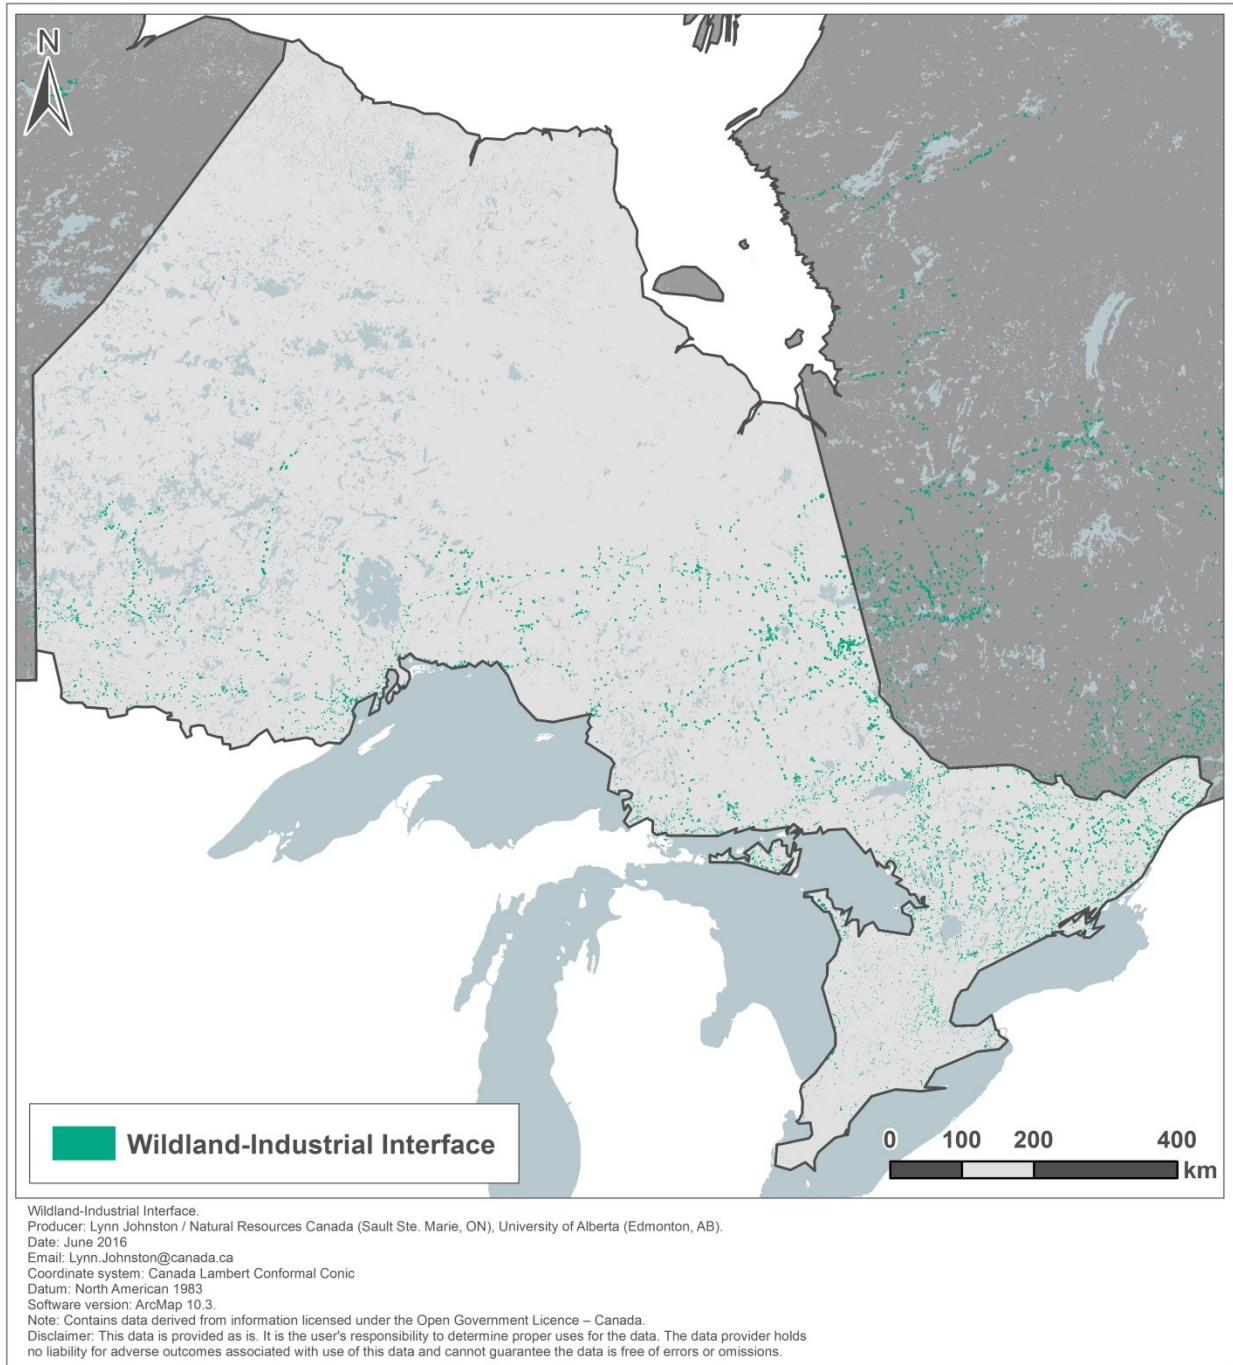 N
Wildland-Industrial Interface
0 100 200 400
km
Wildland-Industrial Interface.
Producer: Lynn Johnston / Natural Resources Canada (Sault Ste. Marie, ON), University of Alberta (Edmonton, AB).
Date: June 2016
Email: Lynn.Johnston@canada.ca
Coordinate system: Canada Lambert Conformal Conic
Datum: North American 1983
Software version: ArcMap 10.3.
Note: Contains data derived from information licensed under the Open Government Licence – Canada.
Disclaimer: This data is provided as is. It is the user's responsibility to determine proper uses for the data. The data provider holds
no liability for adverse outcomes associated with use of this data and cannot guarantee the data is free of errors or omissions.